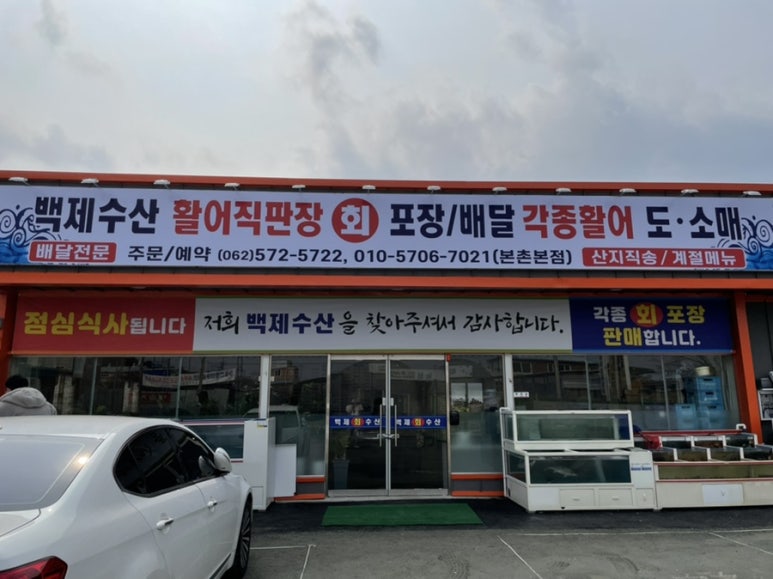 백제수산 활어직판장 회 포장/배달 각종활어 도·소매
배달전문 주문/예약 (062)572-5722, 010-5706-7021(본촌본점) 산지직송/계절메뉴
점심식사됩니다 저희 백제수산을 찾아주셔서 감사합니다. 각종 회 포장
판매합니다.
백제 회 수산 백제 회 수산